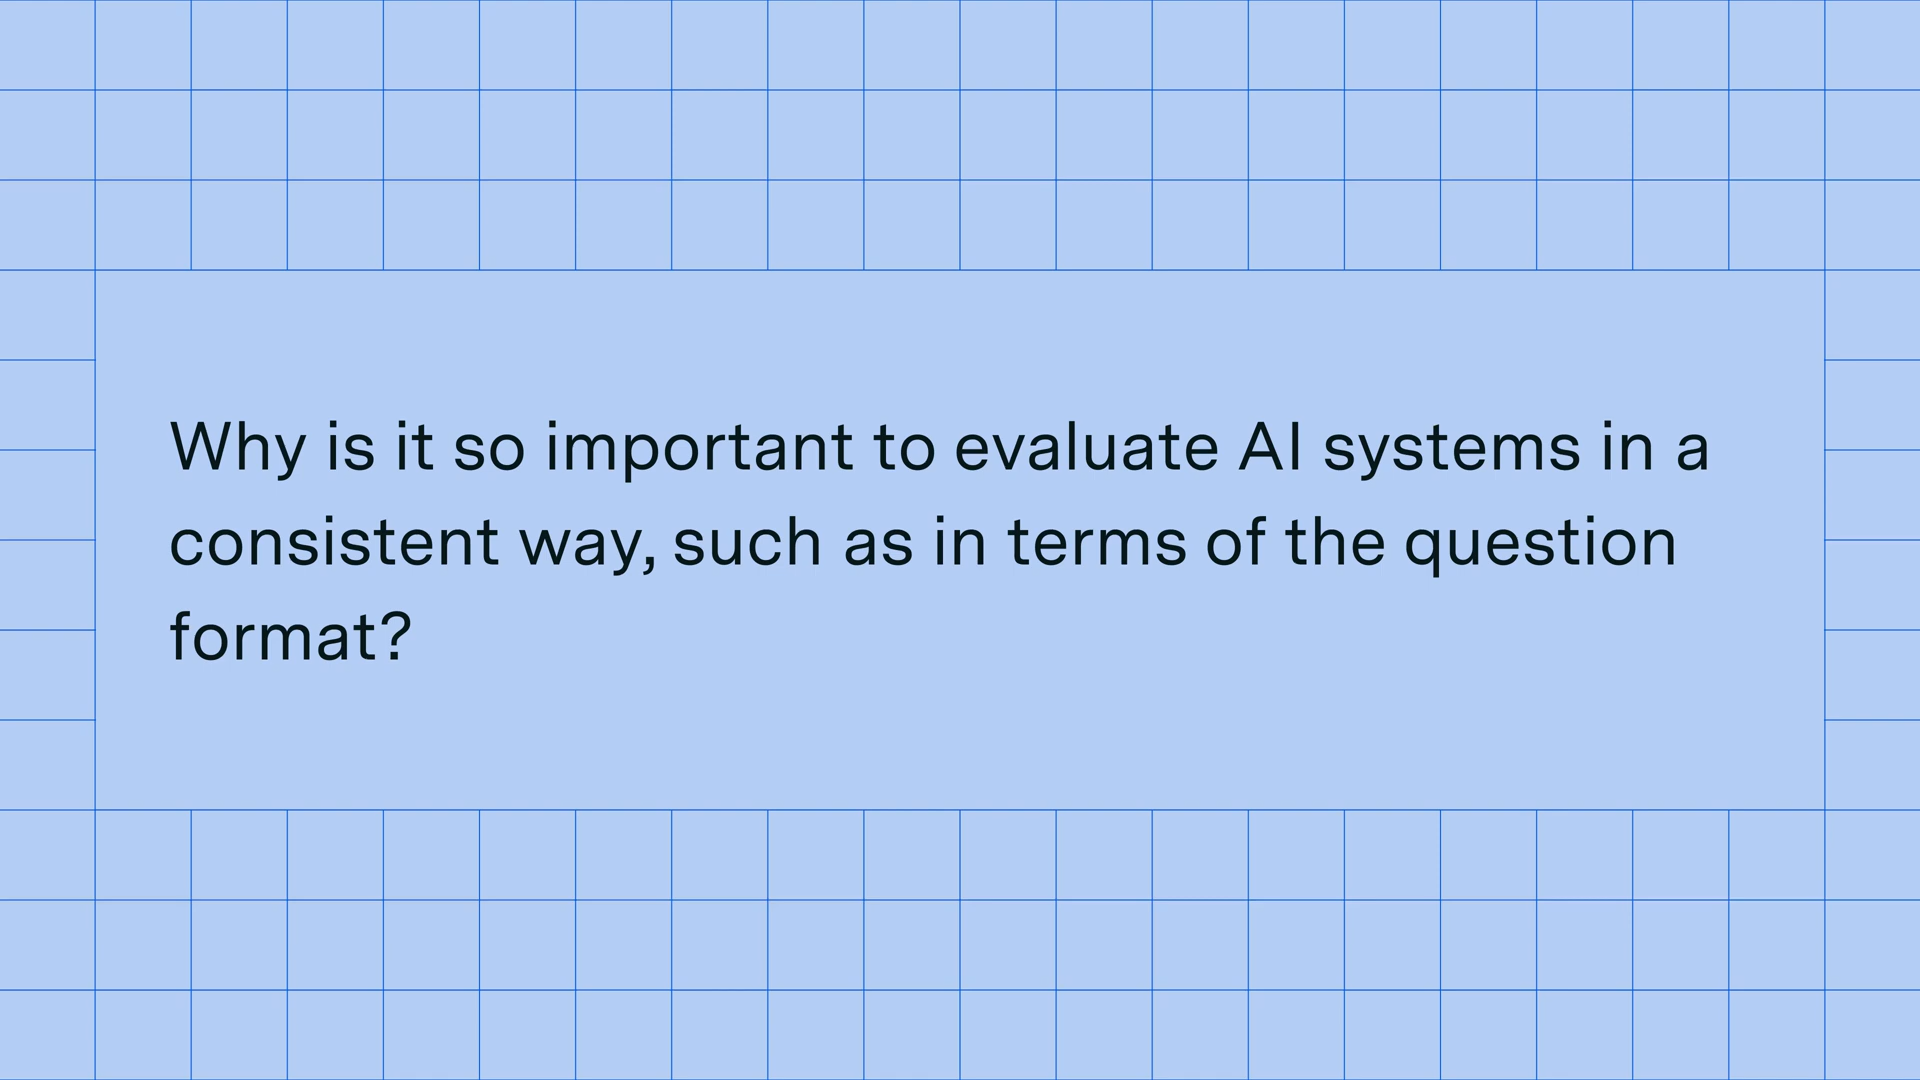 Why is it so important to evaluate AI systems in a
consistent way, such as in terms of the question
format?